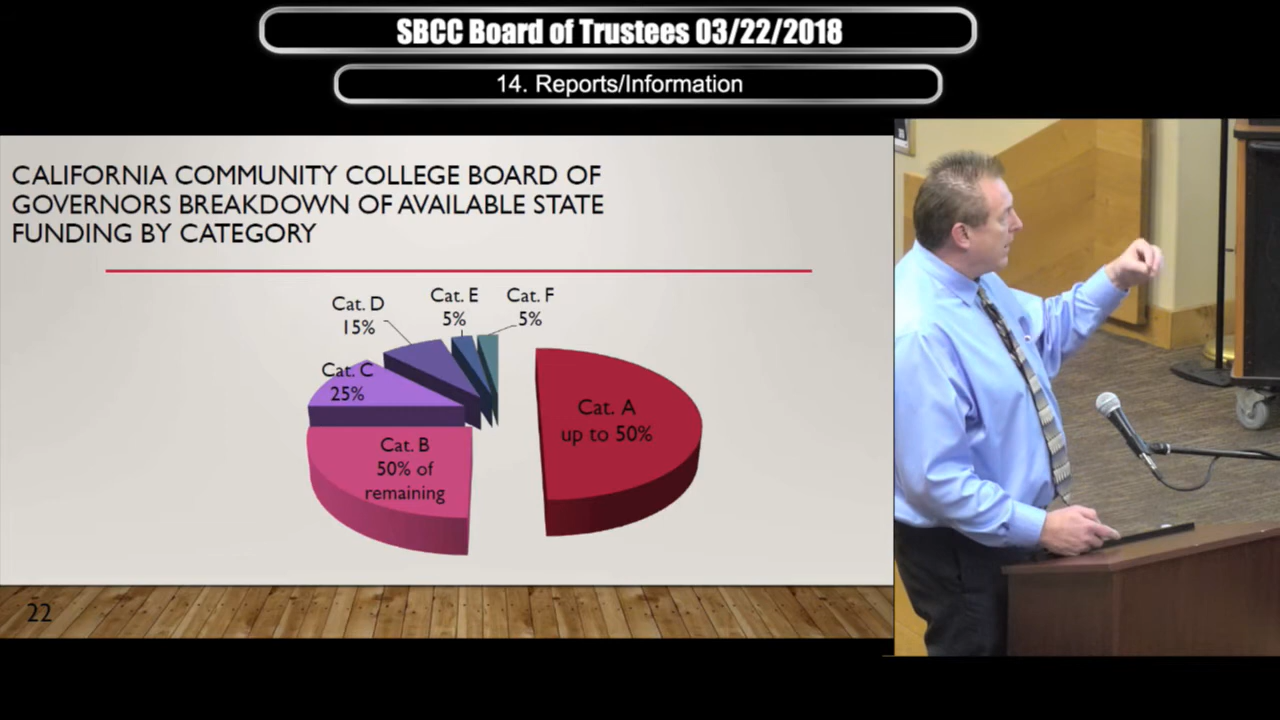 SBCC Board of Trustees 03/22/2018
14. Reports/Information
CALIFORNIA COMMUNITY COLLEGE BOARD OF
GOVERNORS BREAKDOWN OF AVAILABLE STATE
FUNDING BY CATEGORY
Cat. D
15%
Cat. E
5%
Cat. F
5%
Cat. C
25%
Cat. A
up to 50%
Cat. B
50% of
remaining
22